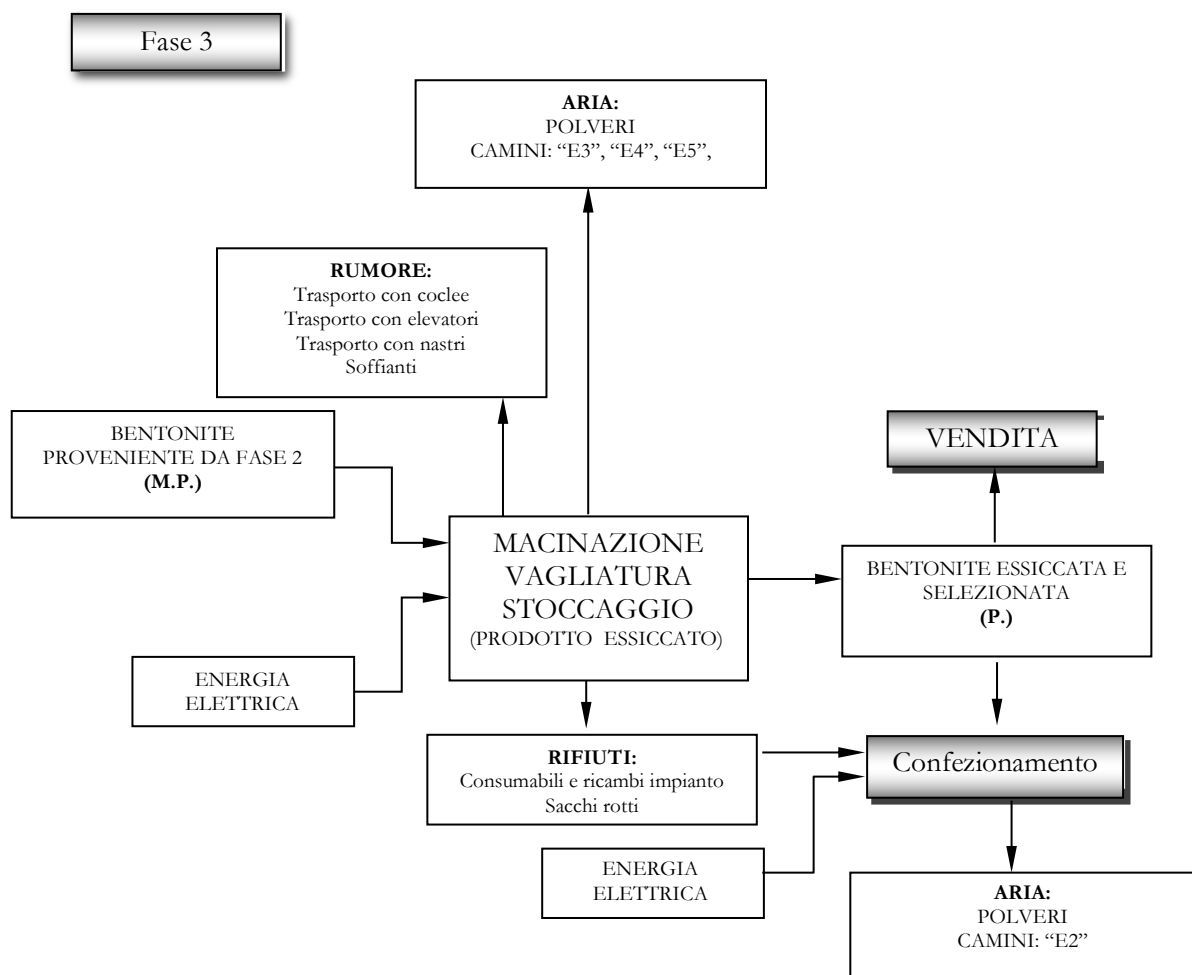 Fase 3
ARIA:
POLVERI
CAMINI: “E3”, “E4”, “E5”,
RUMORE:
Trasporto con coclee
Trasporto con elevatori
Trasporto con nastri
Soffianti
BENTONITE
PROVENIENTE DA FASE 2
(M.P.)
VENDITA
MACINAZIONE
VAGLIATURA
STOCCAGGIO
(PRODOTTO ESSICCATO)
BENTONITE ESSICCATA E
SELEZIONATA
(P.)
ENERGIA
ELETTRICA
RIFIUTI:
Consumabili e ricambi impianto
Sacchi rotti
Confezionamento
ENERGIA
ELETTRICA
ARIA:
POLVERI
CAMINI: “E2”